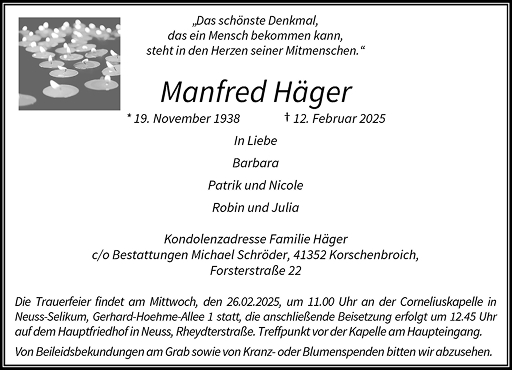 „Das schönste Denkmal,
das ein Mensch bekommen kann,
steht in den Herzen seiner Mitmenschen.“
Manfred Häger
* 19. November 1938 † 12. Februar 2025
In Liebe
Barbara
Patrik und Nicole
Robin und Julia
Kondolenzadresse Familie Häger
c/o Bestattungen Michael Schröder, 41352 Korschenbroich,
Forsterstraße 22
Die Trauerfeier findet am Mittwoch, den 26.02.2025, um 11.00 Uhr an der Corneliuskapelle in
Neuss-Selikum, Gerhard-Hoehme-Allee 1 statt, die anschließende Beisetzung erfolgt um 12.45 Uhr
auf dem Hauptfriedhof in Neuss, Rheydterstraße. Treffpunkt vor der Kapelle am Haupteingang.
Von Beileidsbekundungen am Grab sowie von Kranz- oder Blumenspenden bitten wir abzusehen.